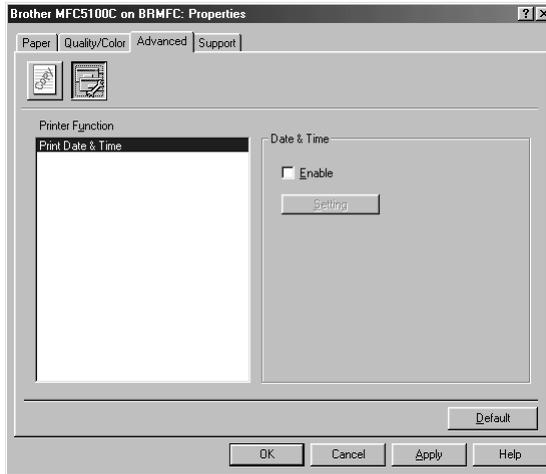 Brother MFC5100C on BRMFC: Properties
Paper Quality/Color Advanced Support
Printer Function
Print Date & Time
Date & Time
Enable
Setting
Default
OK Cancel Apply Help